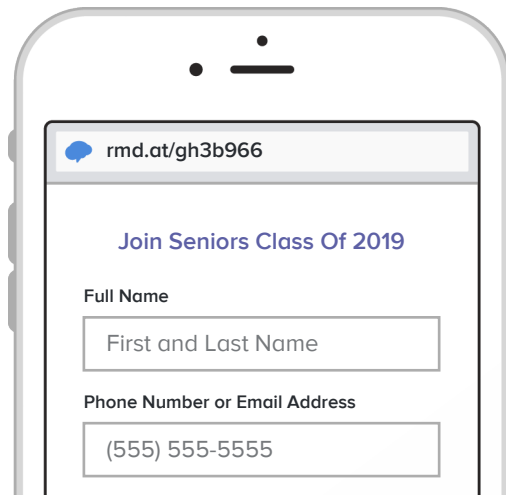 rmd.at/gh3b966
Join Seniors Class Of 2019
Full Name
First and Last Name
Phone Number or Email Address
(555) 555-5555